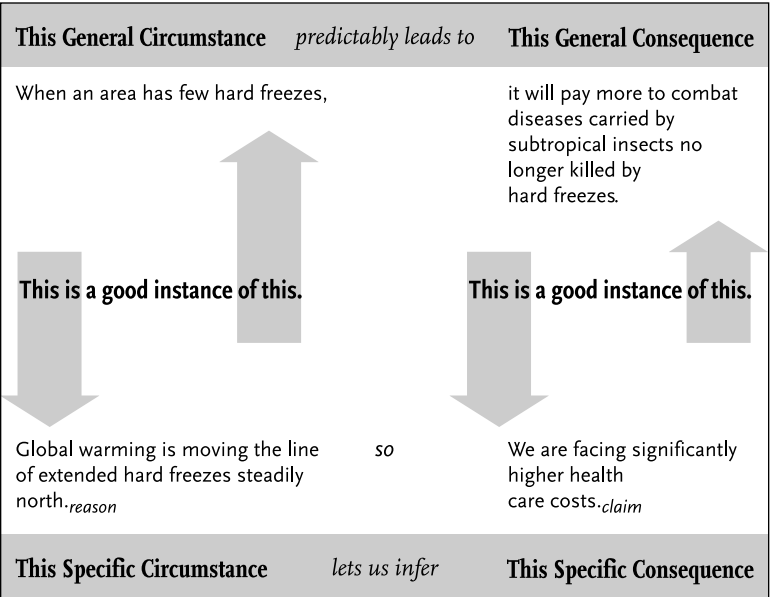 This General Circumstance predictably leads to This General Consequence
When an area has few hard freezes,
it will pay more to combat
diseases carried by
subtropical insects no
longer killed by
hard freezes.
This is a good instance of this.
This is a good instance of this.
Global warming is moving the line
of extended hard freezes steadily
north.reason
so
We are facing significantly
higher health
care costs.claim
This Specific Circumstance lets us infer This Specific Consequence